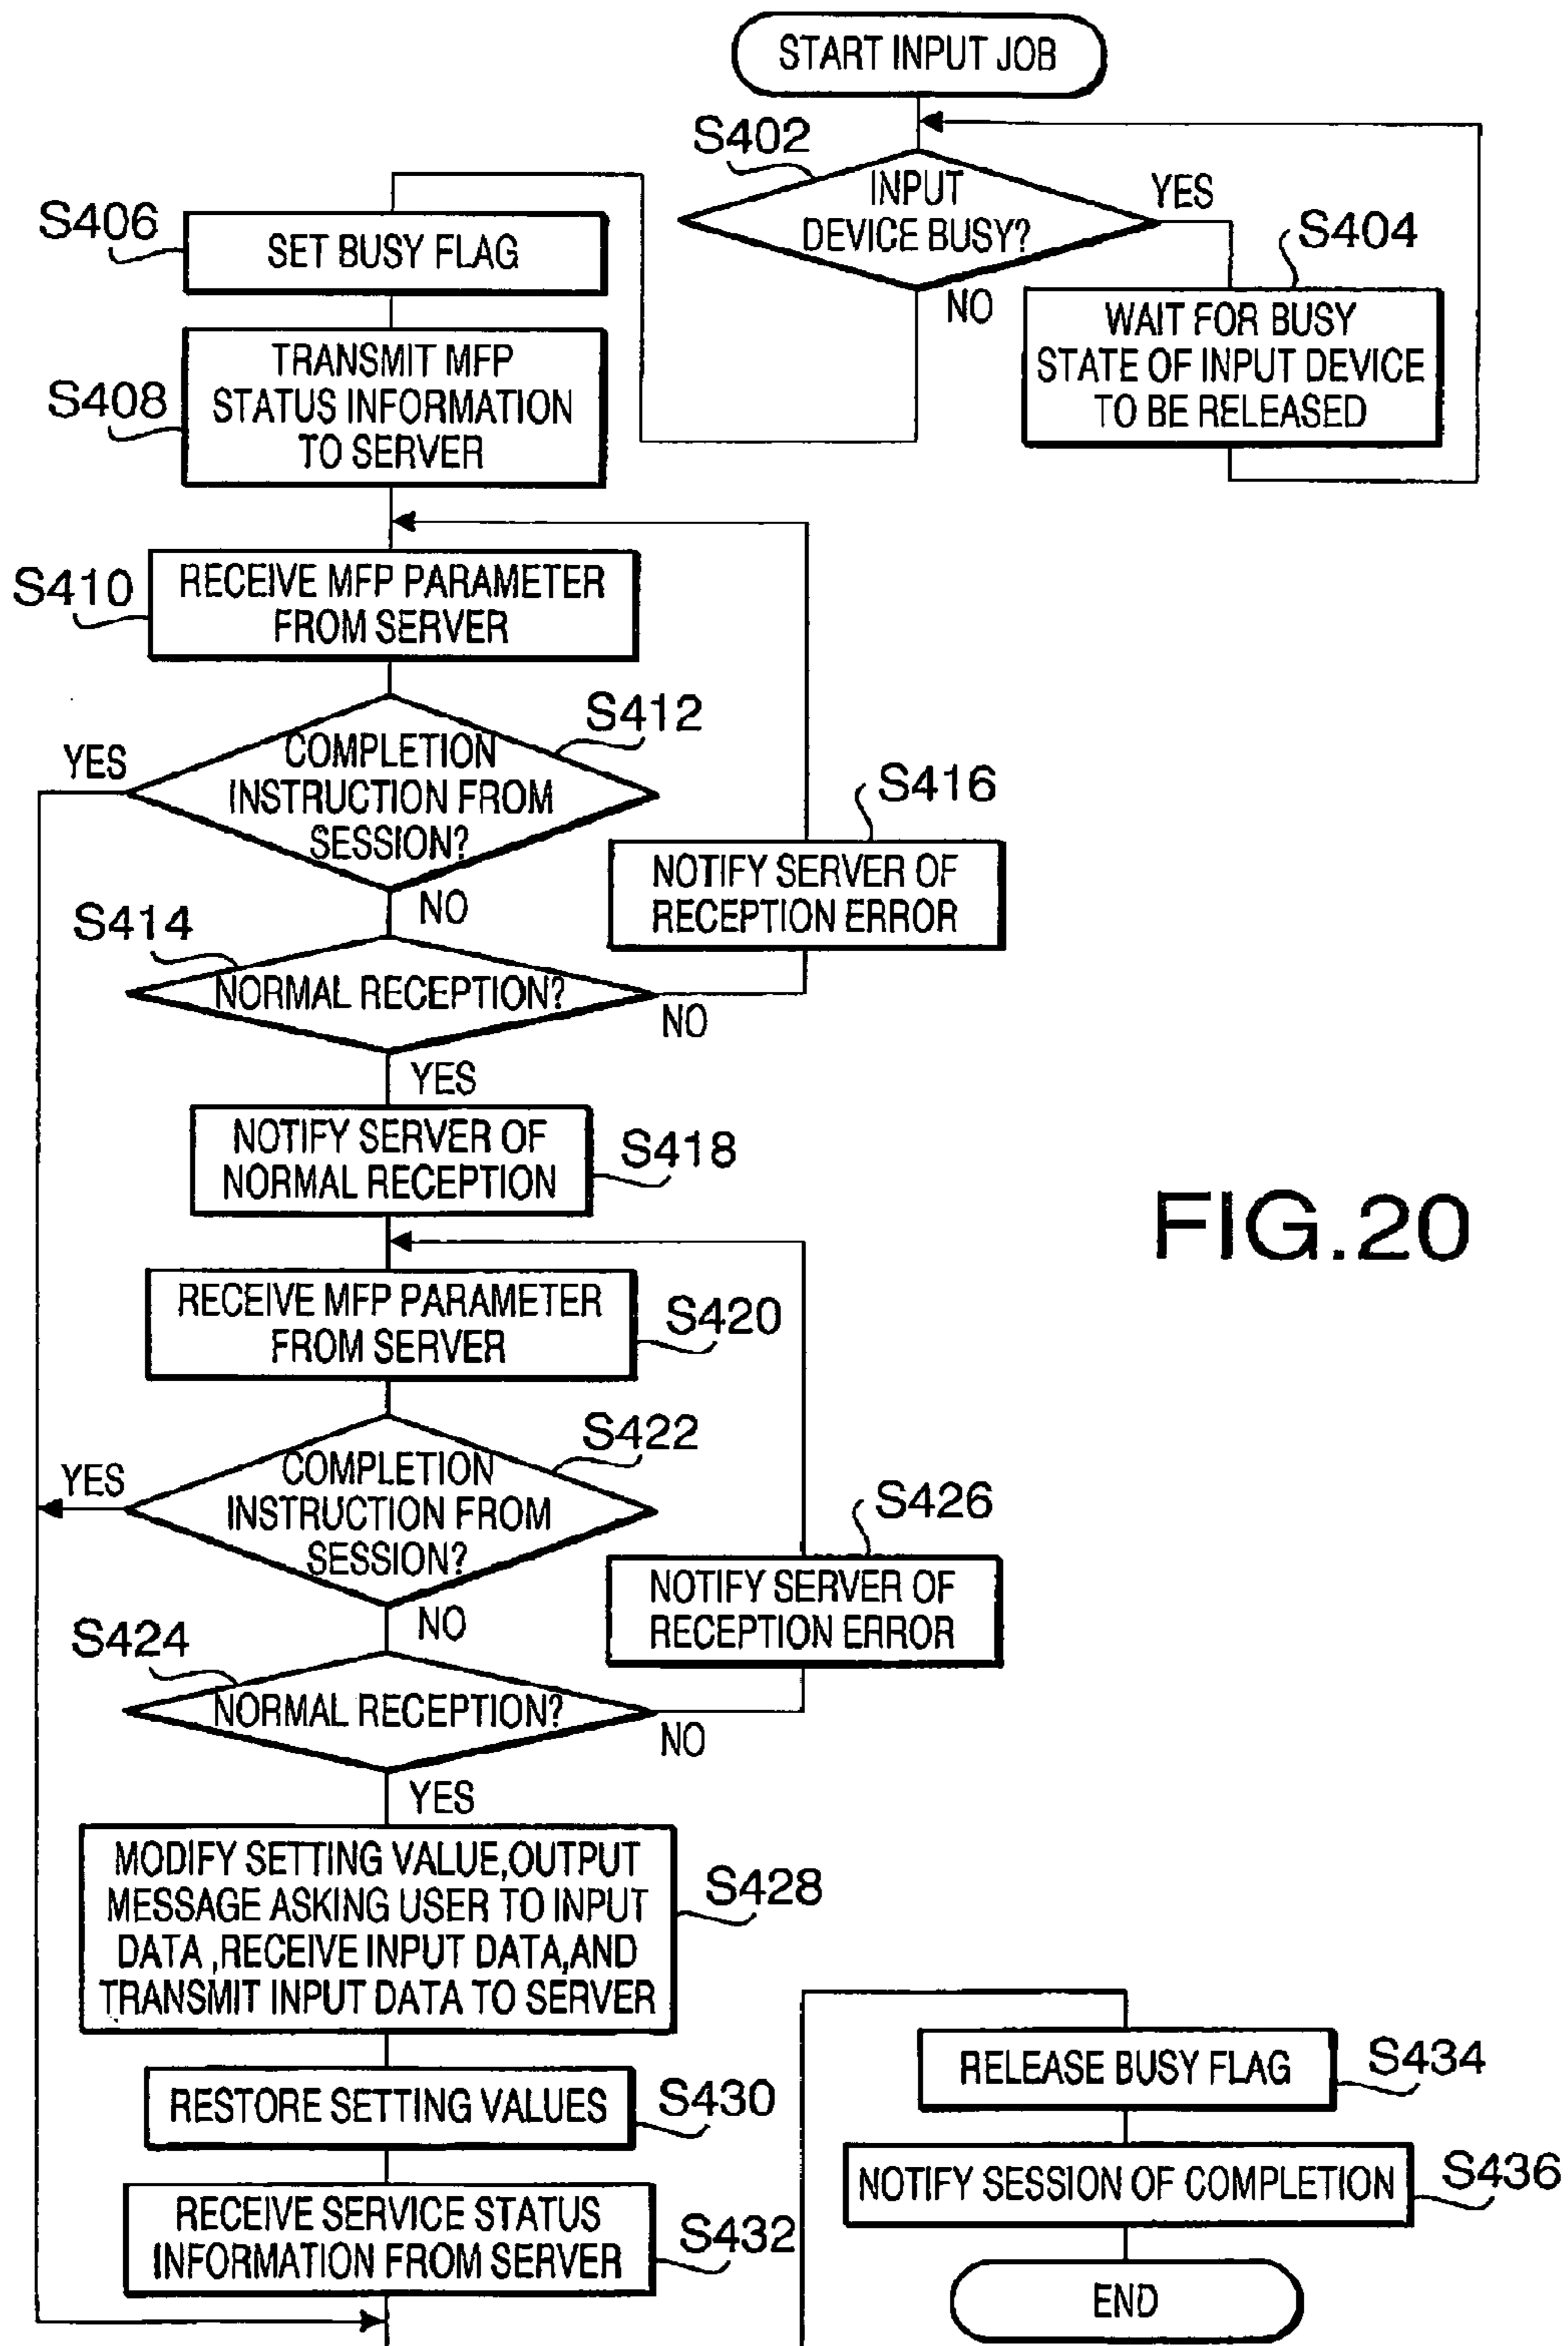 START INPUT JOB
S402
INPUT
DEVICE BUSY?
YES
NO
S404
WAIT FOR BUSY
STATE OF INPUT DEVICE
TO BE RELEASED
S406
SET BUSY FLAG
S408
TRANSMIT MFP
STATUS INFORMATION
TO SERVER
S410
RECEIVE MFP PARAMETER
FROM SERVER
S412
COMPLETION
INSTRUCTION FROM
SESSION?
YES
NO
S414
NORMAL RECEPTION?
NO
YES
S416
NOTIFY SERVER OF
RECEPTION ERROR
NOTIFY SERVER OF
NORMAL RECEPTION
S418
FIG.20
RECEIVE MFP PARAMETER
FROM SERVER
S420
S422
COMPLETION
INSTRUCTION FROM
SESSION?
YES
NO
S424
NORMAL RECEPTION?
NO
YES
S426
NOTIFY SERVER OF
RECEPTION ERROR
MODIFY SETTING VALUE,OUTPUT
MESSAGE ASKING USER TO INPUT
DATA ,RECEIVE INPUT DATA,AND
TRANSMIT INPUT DATA TO SERVER
S428
RESTORE SETTING VALUES
S430
RECEIVE SERVICE STATUS
INFORMATION FROM SERVER
S432
RELEASE BUSY FLAG
S434
NOTIFY SESSION OF COMPLETION
S436
END